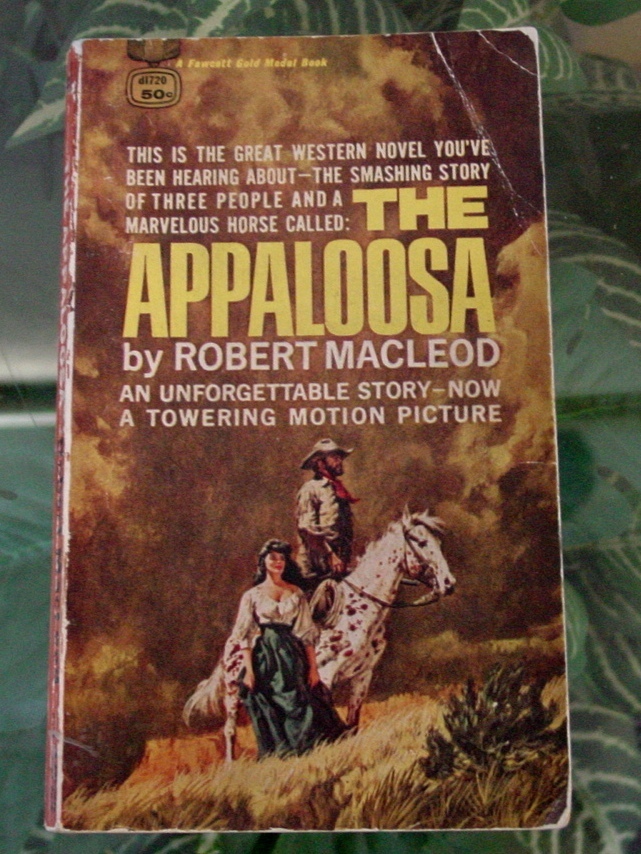 A Fawcett Gold Medal Book
d1720
50c
THIS IS THE GREAT WESTERN NOVEL YOU'VE
BEEN HEARING ABOUT—THE SMASHING STORY
OF THREE PEOPLE AND A
MARVELOUS HORSE CALLED: THE
APPALOOSA
by ROBERT MACLEOD
AN UNFORGETTABLE STORY—NOW
A TOWERING MOTION PICTURE